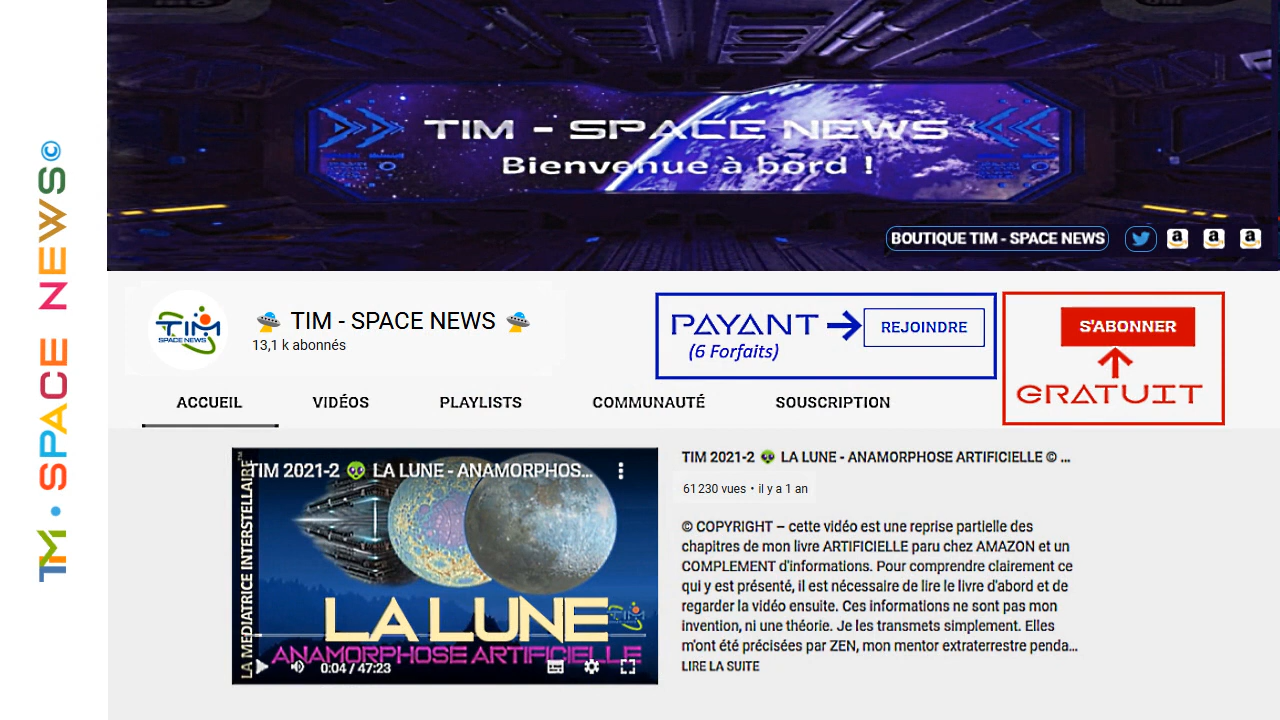 TIM - SPACE NEWS
Bienvenue à bord !
BOUTIQUE TIM - SPACE NEWS
TIM • SPACE NEWS©
TIM
SPACE NEWS
🛸 TIM - SPACE NEWS 🛸
13,1 k abonnés
PAYANT
REJOINDRE
(6 Forfaits)
S'ABONNER
GRATUIT
ACCUEIL VIDÉOS PLAYLISTS COMMUNAUTÉ SOUSCRIPTION
TIM 2021-2 👽 LA LUNE - ANAMORPHOS...
LA MEDIATRICE INTERSTELLAIRE™
LA LUNE
TIM
ANAMORPHOSE ARTIFICIELLE
0:04 / 47:23
TIM 2021-2 👽 LA LUNE - ANAMORPHOSE ARTIFICIELLE © ...
61 230 vues • il y a 1 an
© COPYRIGHT – cette vidéo est une reprise partielle des
chapitres de mon livre ARTIFICIELLE paru chez AMAZON et un
COMPLEMENT d'informations. Pour comprendre clairement ce
qui y est présenté, il est nécessaire de lire le livre d'abord et de
regarder la vidéo ensuite. Ces informations ne sont pas mon
invention, ni une théorie. Je les transmets simplement. Elles
m'ont été précisées par ZEN, mon mentor extraterrestre penda...
LIRE LA SUITE